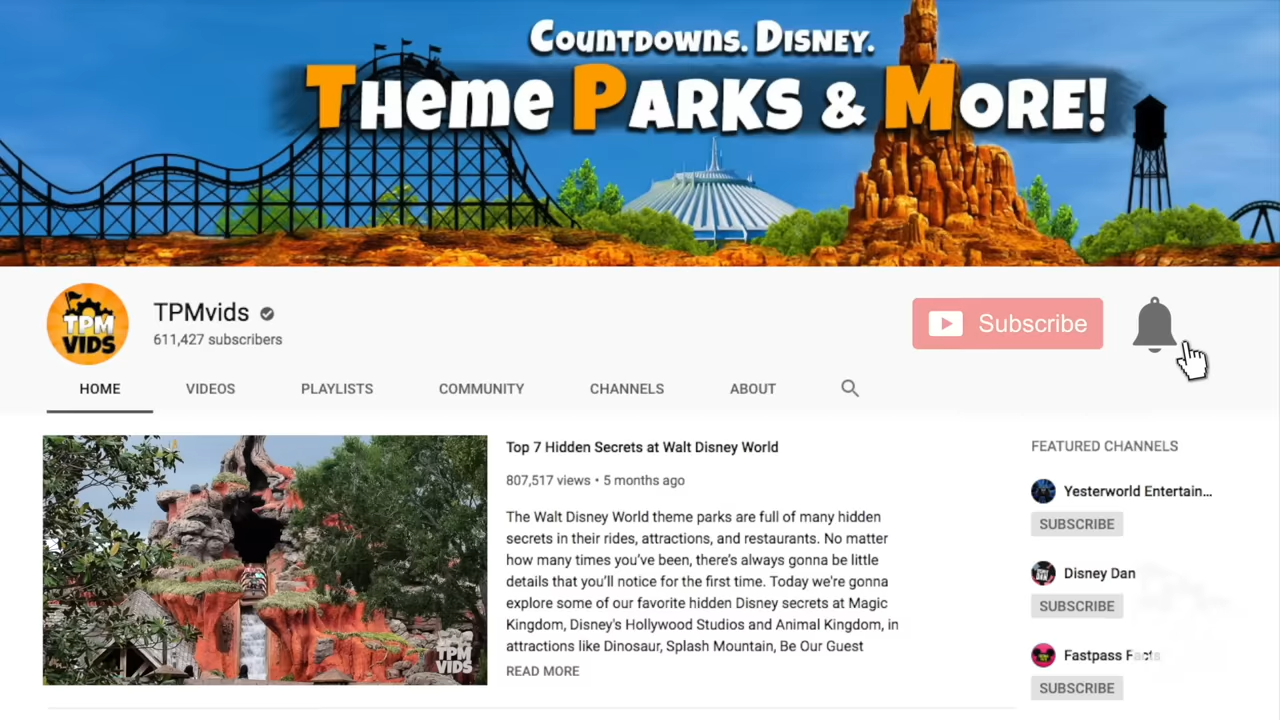 COUNTDOWNS. DISNEY.
THeme PARKS & MORE!
TPM
VIDS
TPMvids
611,427 subscribers
Subscribe
HOME
VIDEOS
PLAYLISTS
COMMUNITY
CHANNELS
ABOUT
TPM
VIDS
Top 7 Hidden Secrets at Walt Disney World
807,517 views • 5 months ago
The Walt Disney World theme parks are full of many hidden
secrets in their rides, attractions, and restaurants. No matter
how many times you've been, there's always gonna be little
details that you'll notice for the first time. Today we're gonna
explore some of our favorite hidden Disney secrets at Magic
Kingdom, Disney's Hollywood Studios and Animal Kingdom, in
attractions like Dinosaur, Splash Mountain, Be Our Guest
READ MORE
FEATURED CHANNELS
Yesterworld Entertain...
SUBSCRIBE
Disney Dan
SUBSCRIBE
Fastpass Facts
SUBSCRIBE